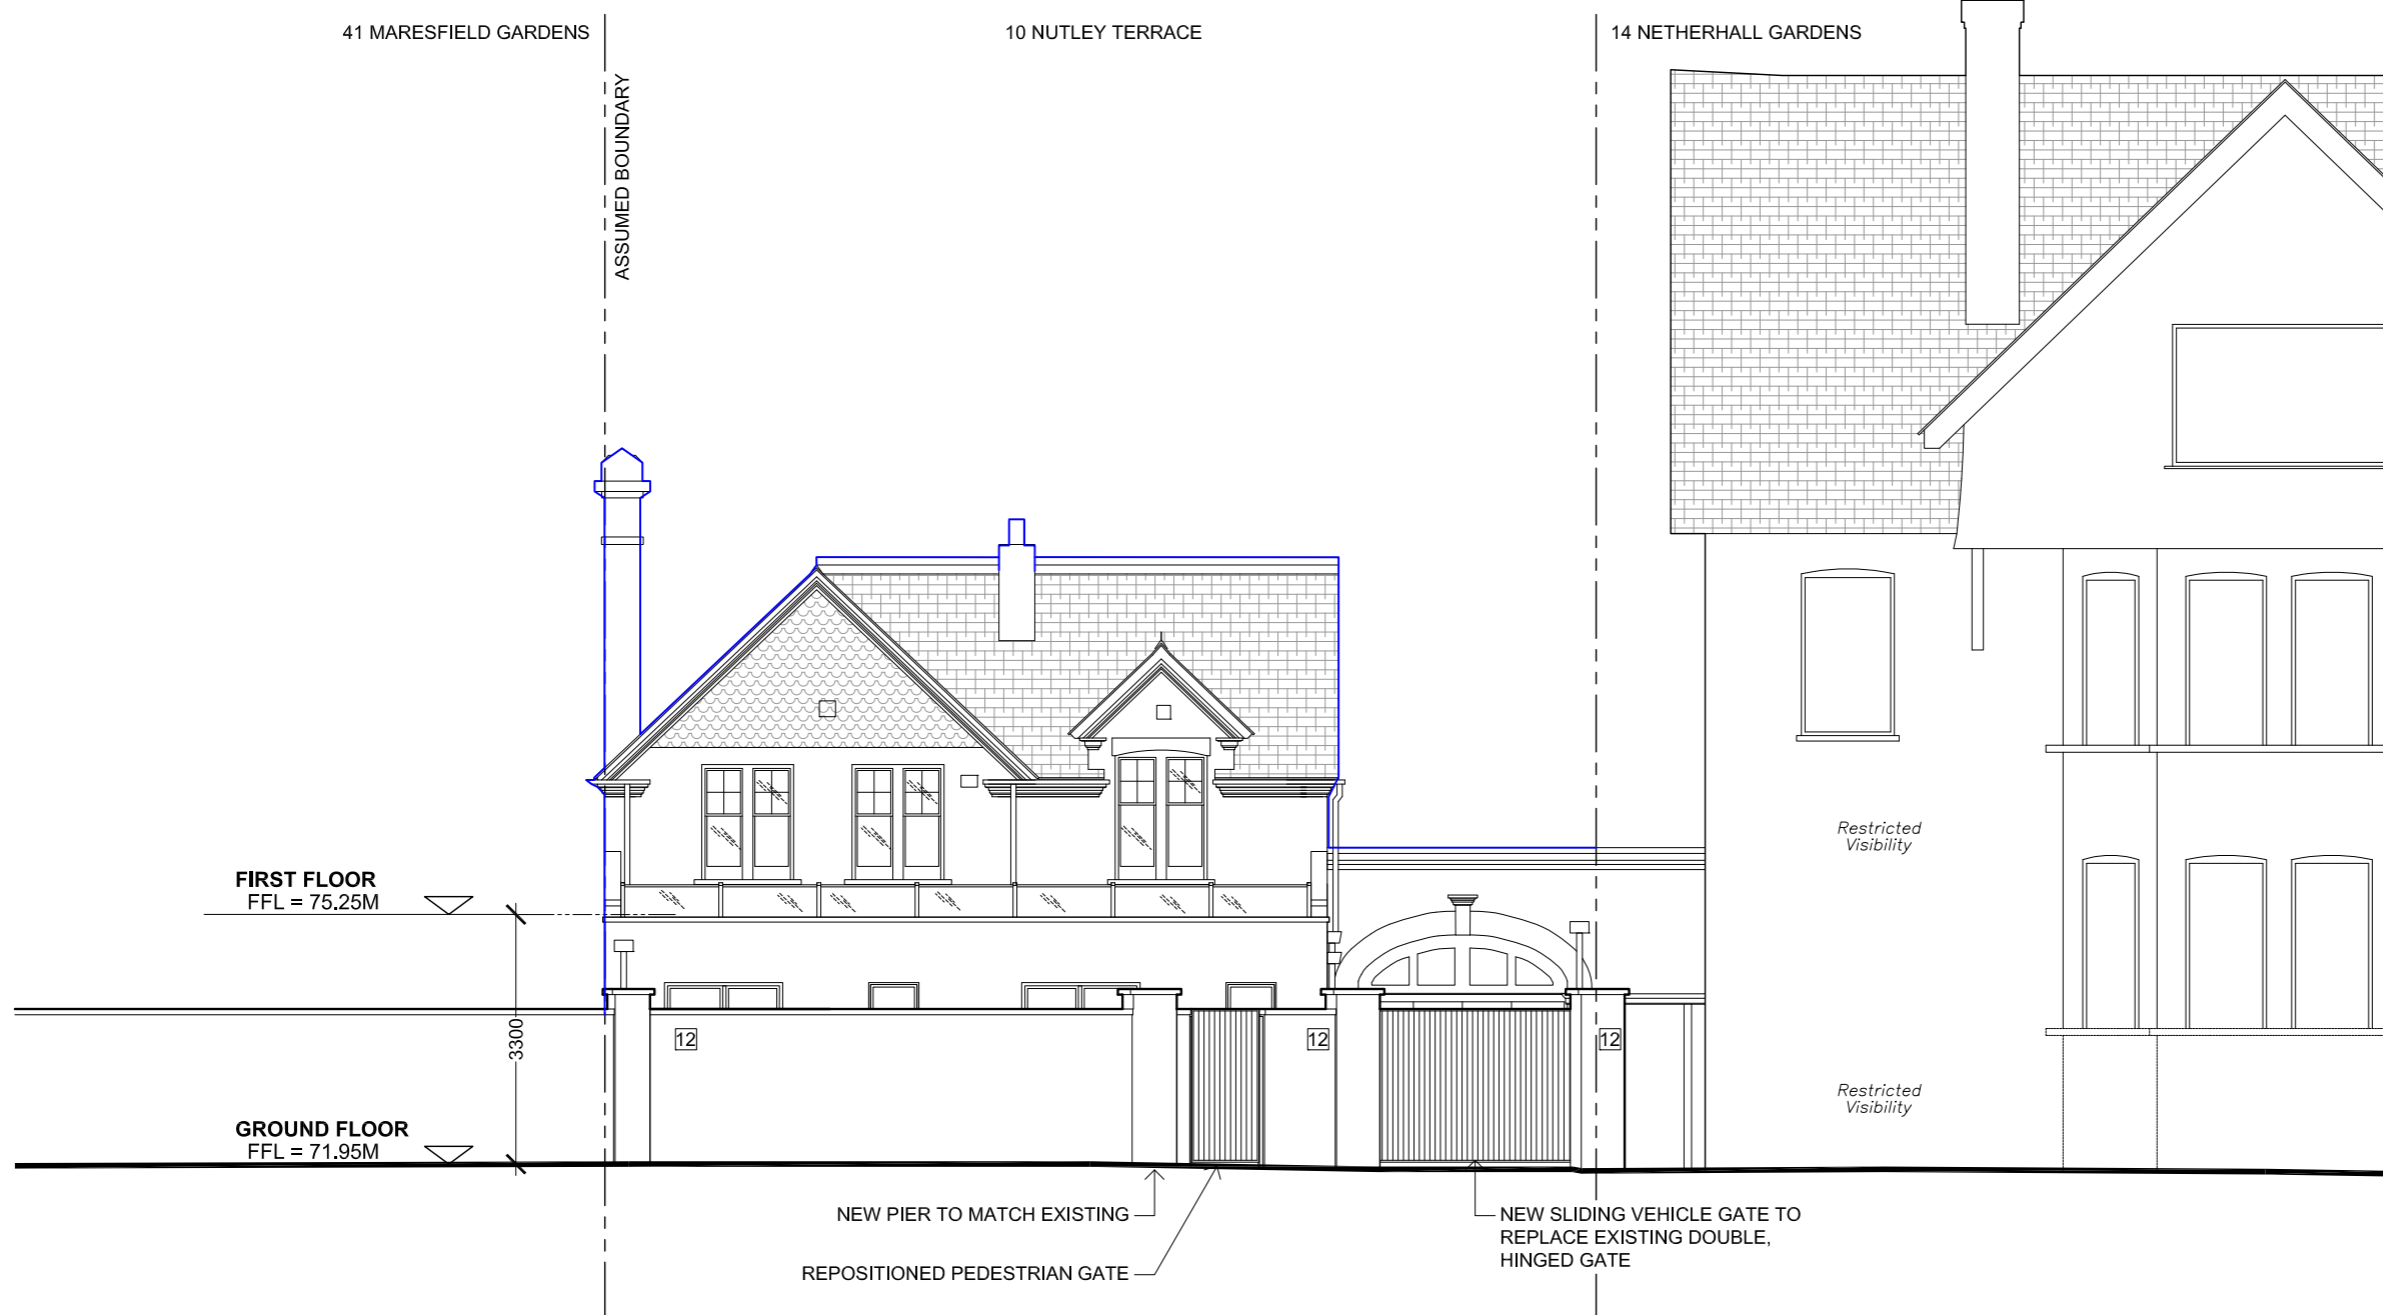 41 MARESFIELD GARDENS
10 NUTLEY TERRACE
14 NETHERHALL GARDENS
ASSUMED BOUNDARY
Restricted
Visibility
FIRST FLOOR
FFL = 75.25M
3300
12
12
12
GROUND FLOOR
FFL = 71.95M
Restricted
Visibility
NEW PIER TO MATCH EXISTING
REPOSITIONED PEDESTRIAN GATE
NEW SLIDING VEHICLE GATE TO
REPLACE EXISTING DOUBLE,
HINGED GATE